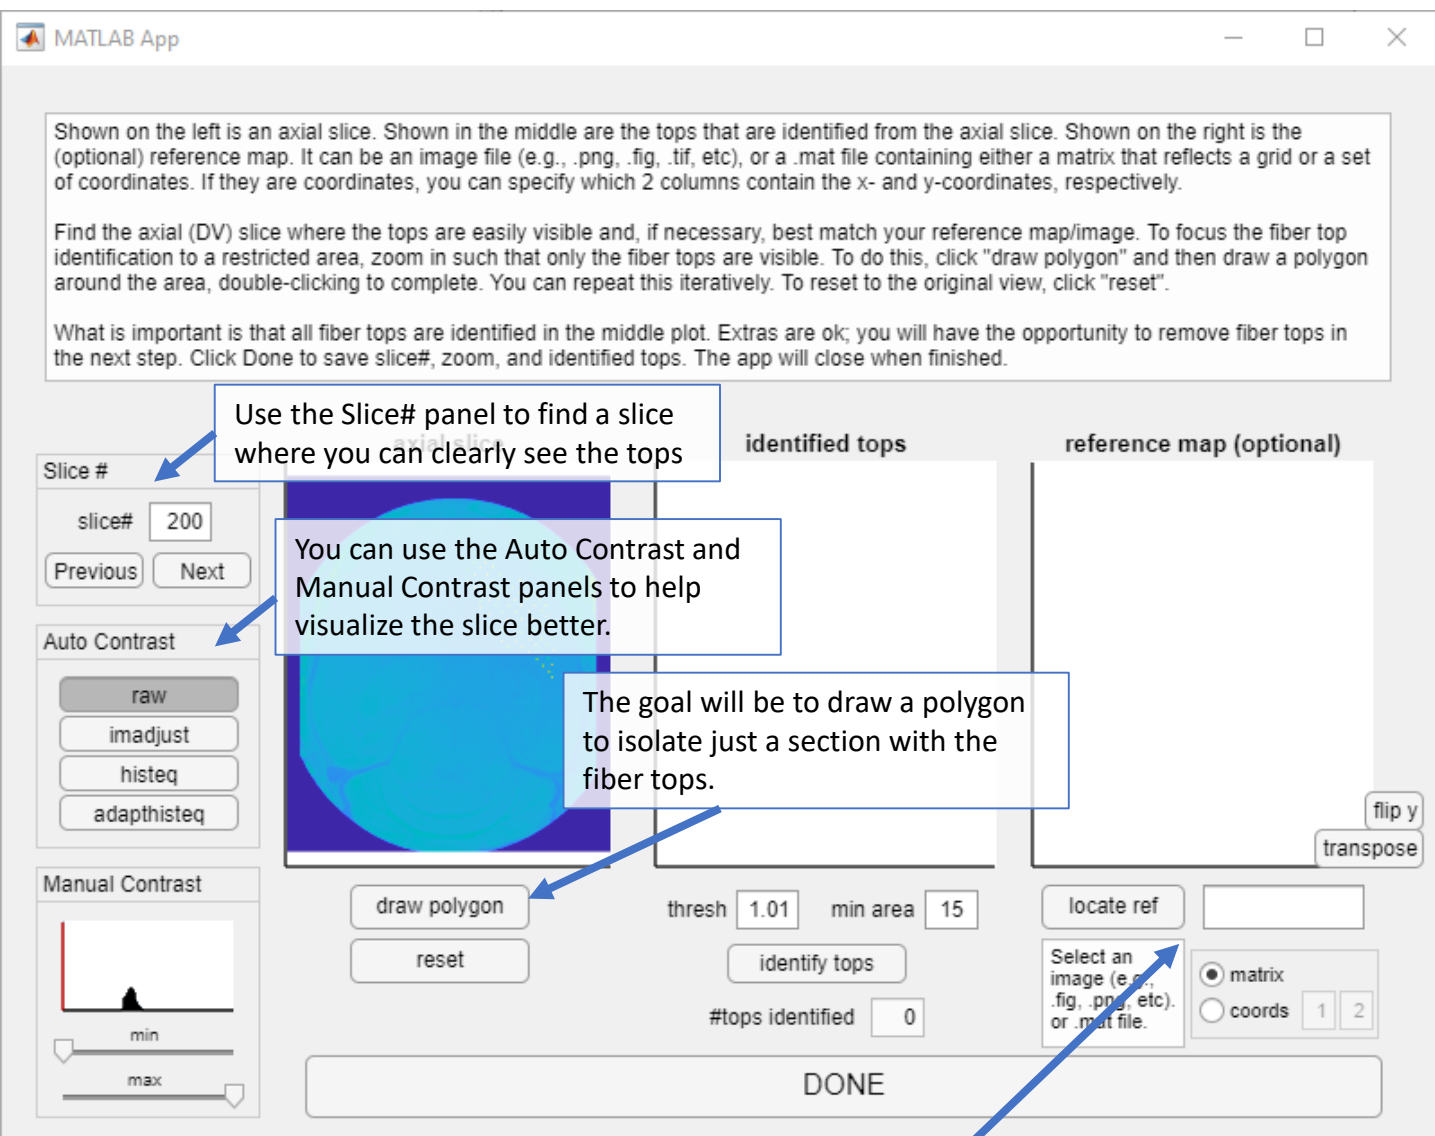 MATLAB App
Shown on the left is an axial slice. Shown in the middle are the tops that are identified from the axial slice. Shown on the right is the
(optional) reference map. It can be an image file (e.g., .png, .fig, .tif, etc), or a .mat file containing either a matrix that reflects a grid or a set
of coordinates. If they are coordinates, you can specify which 2 columns contain the x- and y-coordinates, respectively.
Find the axial (DV) slice where the tops are easily visible and, if necessary, best match your reference map/image. To focus the fiber top
identification to a restricted area, zoom in such that only the fiber tops are visible. To do this, click "draw polygon" and then draw a polygon
around the area, double-clicking to complete. You can repeat this iteratively. To reset to the original view, click "reset".
What is important is that all fiber tops are identified in the middle plot. Extras are ok; you will have the opportunity to remove fiber tops in
the next step. Click Done to save slice#, zoom, and identified tops. The app will close when finished.
Use the Slice# panel to find a slice
where you can clearly see the tops
axial slice
identified tops
reference map (optional)
Slice #
slice# 200
Previous Next
You can use the Auto Contrast and
Manual Contrast panels to help
visualize the slice better.
Auto Contrast
raw
imadjust
histeq
adapthisteq
The goal will be to draw a polygon
to isolate just a section with the
fiber tops.
flip y
transpose
Manual Contrast
min
max
draw polygon
reset
thresh 1.01 min area 15
identify tops
#tops identified 0
locate ref
Select an
image (e.g.,
.fig, .png, etc).
or .mat file.
matrix
coords 1 2
DONE